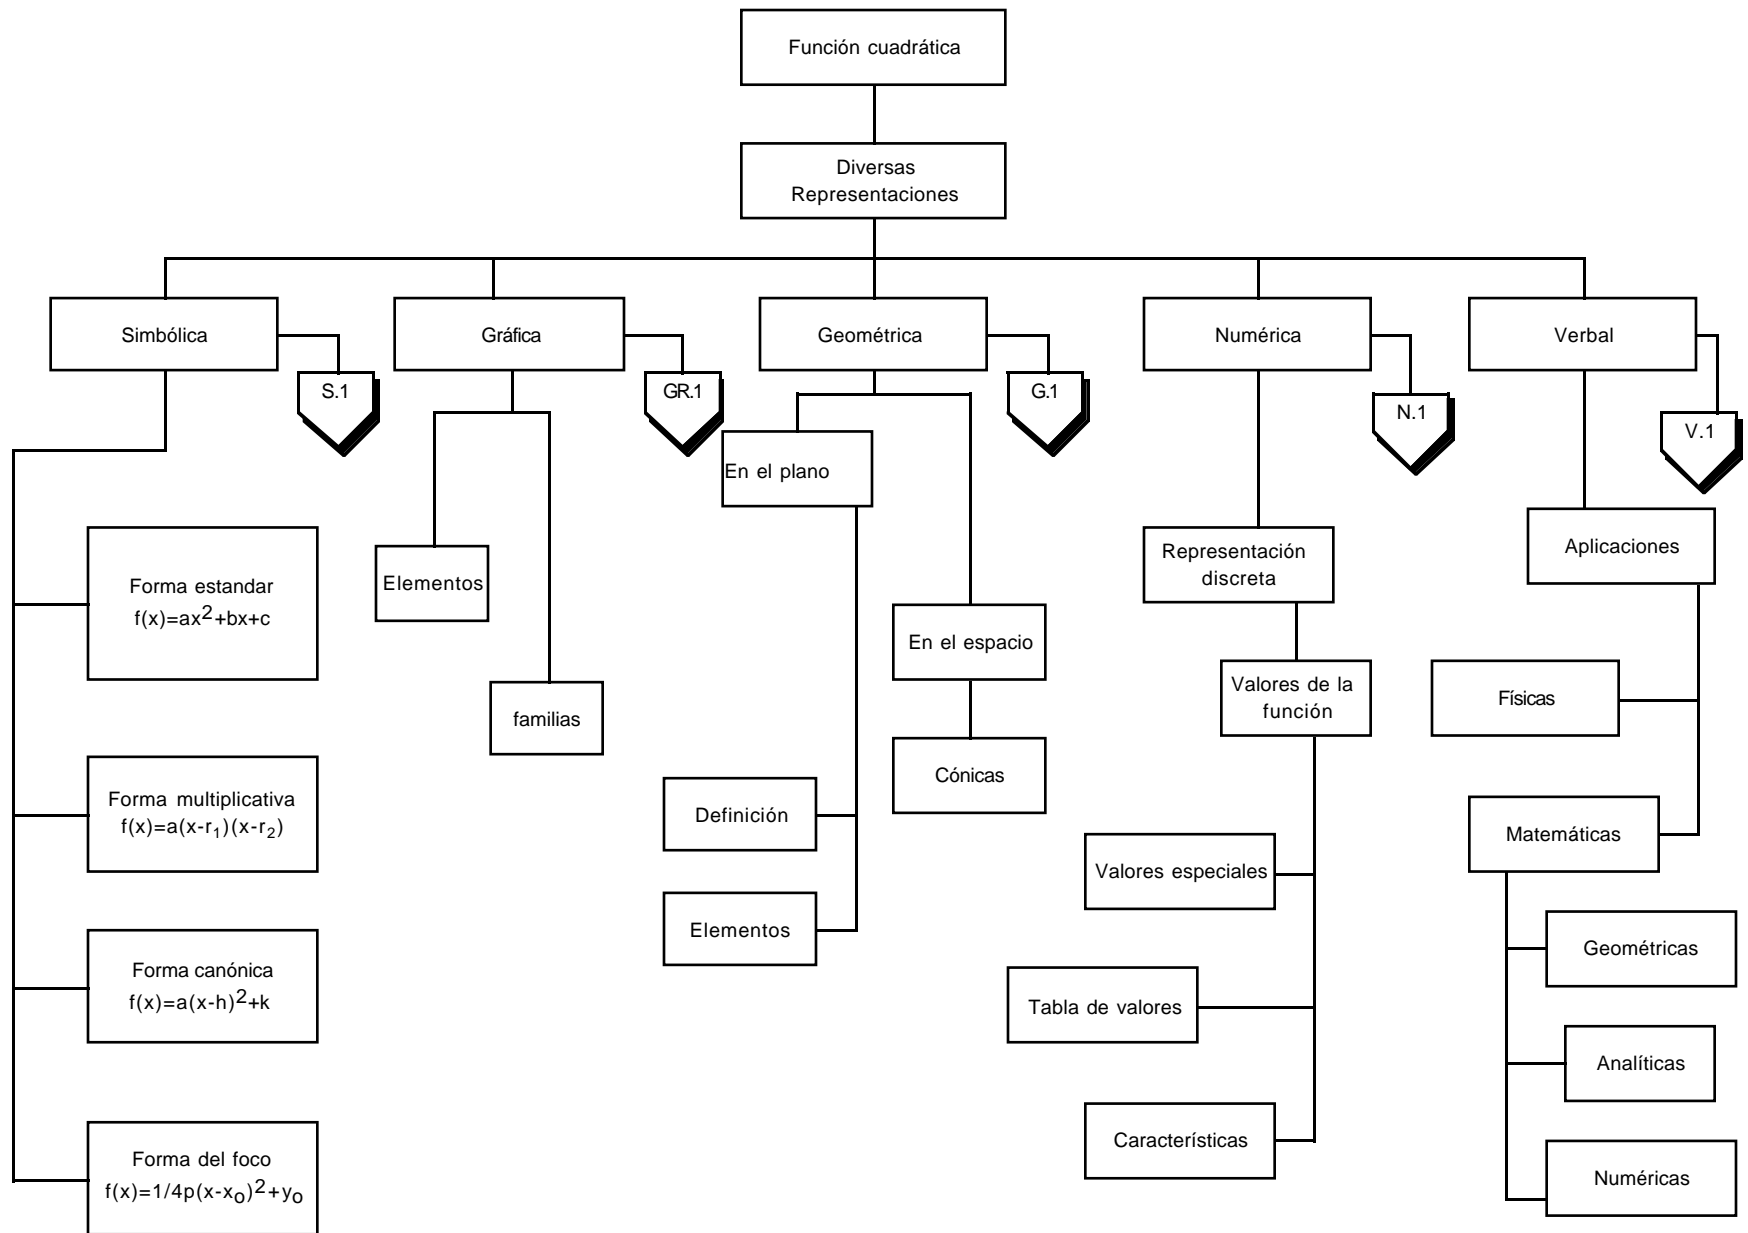 Función cuadrática
Diversas
Representaciones
Simbólica
Gráfica
Geométrica
Numérica
Verbal
S.1
GR.1
G.1
N.1
V.1
En el plano
Forma estandar
f(x)=ax²+bx+c
Elementos
Representación
discreta
Aplicaciones
En el espacio
familias
Valores de la
función
Físicas
Forma multiplicativa
f(x)=a(x-r₁)(x-r₂)
Definición
Cónicas
Matemáticas
Valores especiales
Elementos
Geométricas
Forma canónica
f(x)=a(x-h)²+k
Tabla de valores
Analíticas
Características
Forma del foco
f(x)=1/4p(x-xₒ)²+yₒ
Numéricas